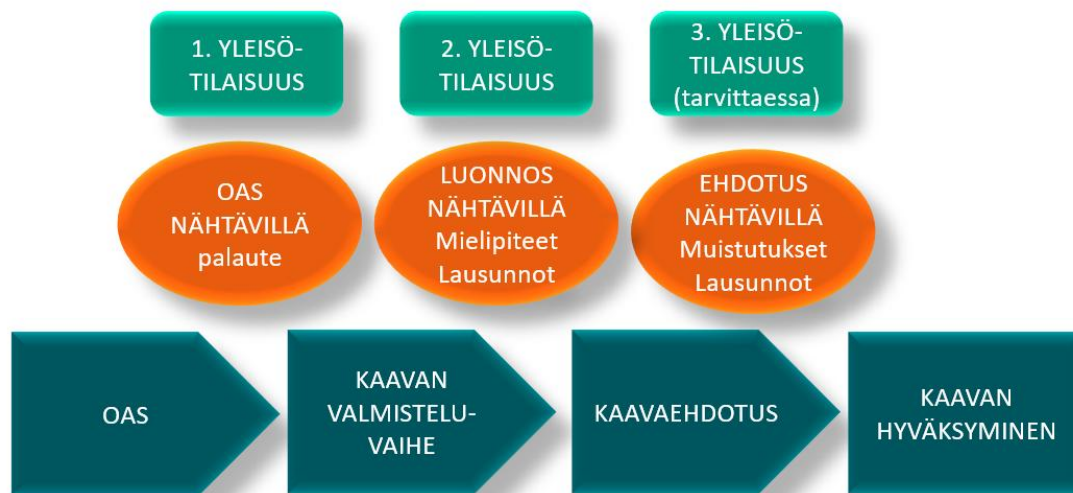 1. YLEISÖ-
TILAISUUS
2. YLEISÖ-
TILAISUUS
3. YLEISÖ-
TILAISUUS
(tarvittaessa)
OAS
NÄHTÄVILLÄ
palaute
LUONNOS
NÄHTÄVILLÄ
Mielipiteet
Lausunnot
EHDOTUS
NÄHTÄVILLÄ
Muistutukset
Lausunnot
OAS
KAAVAN
VALMISTELU-
VAIHE
KAAVAEHDOTUS
KAAVAN
HYVÄKSYMINEN